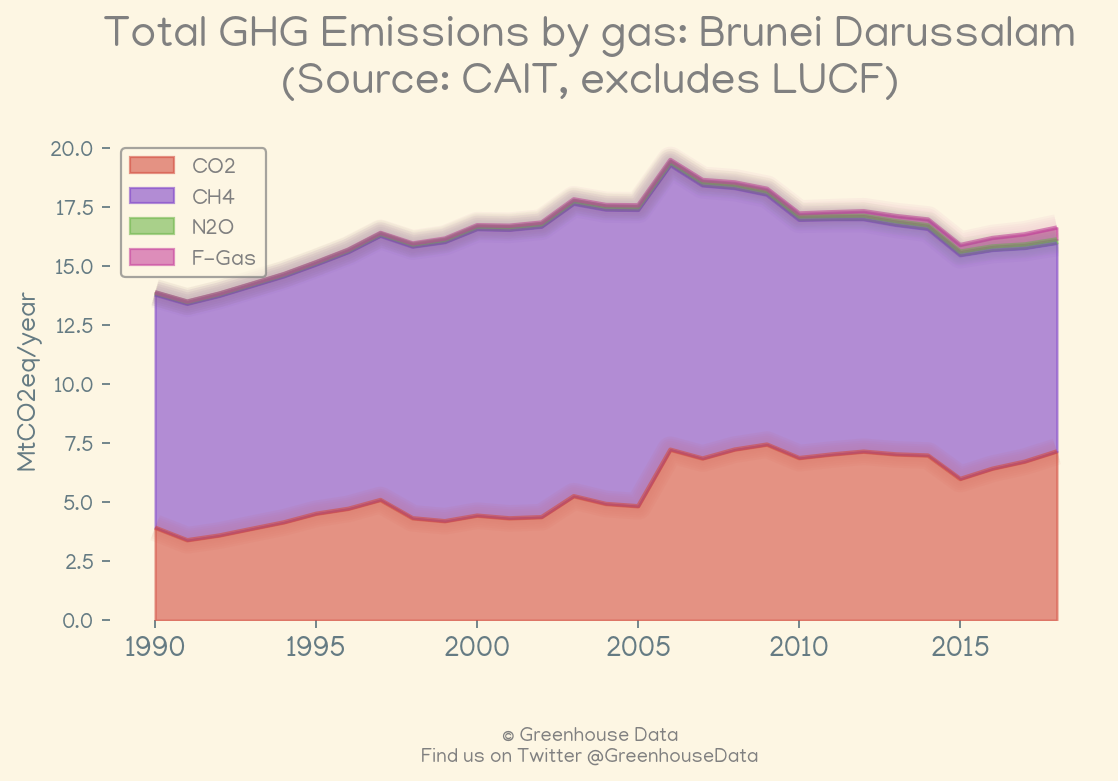 Total GHG Emissions by gas: Brunei Darussalam
(Source: CAIT, excludes LUCF)
20.0
17.5
15.0
12.5
10.0
7.5
5.0
2.5
0.0
MtCO2eq/year
CO2
CH4
N2O
F-Gas
1990
1995
2000
2005
2010
2015
© Greenhouse Data
Find us on Twitter @GreenhouseData